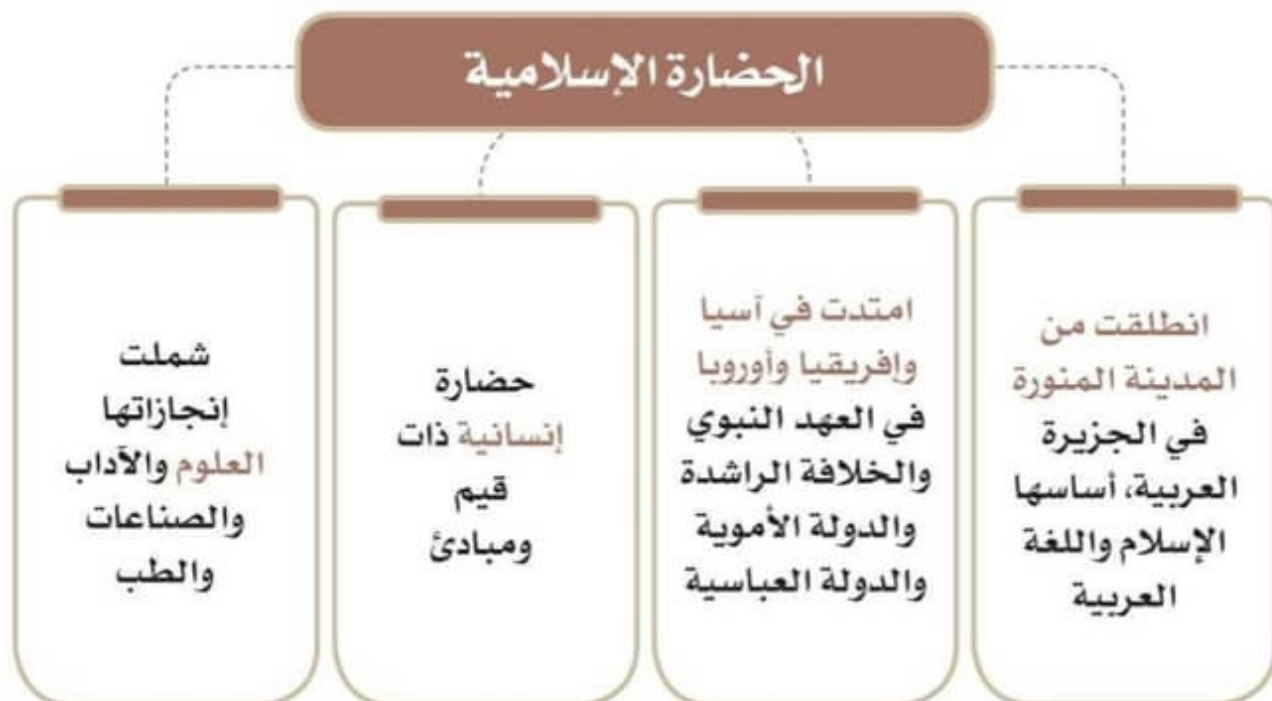 الحضارة الإسلامية
انطلقت من
المدينة المنورة
في الجزيرة
العربية، أساسها
الإسلام واللغة
العربية
امتدت في آسيا
وإفريقيا وأوروبا
في العهد النبوي
والخلافة الراشدة
والدولة الأموية
والدولة العباسية
حضارة
إنسانية ذات
قيم
ومبادئ
شملت
إنجازاتها
العلوم والآداب
والصناعات
والطب